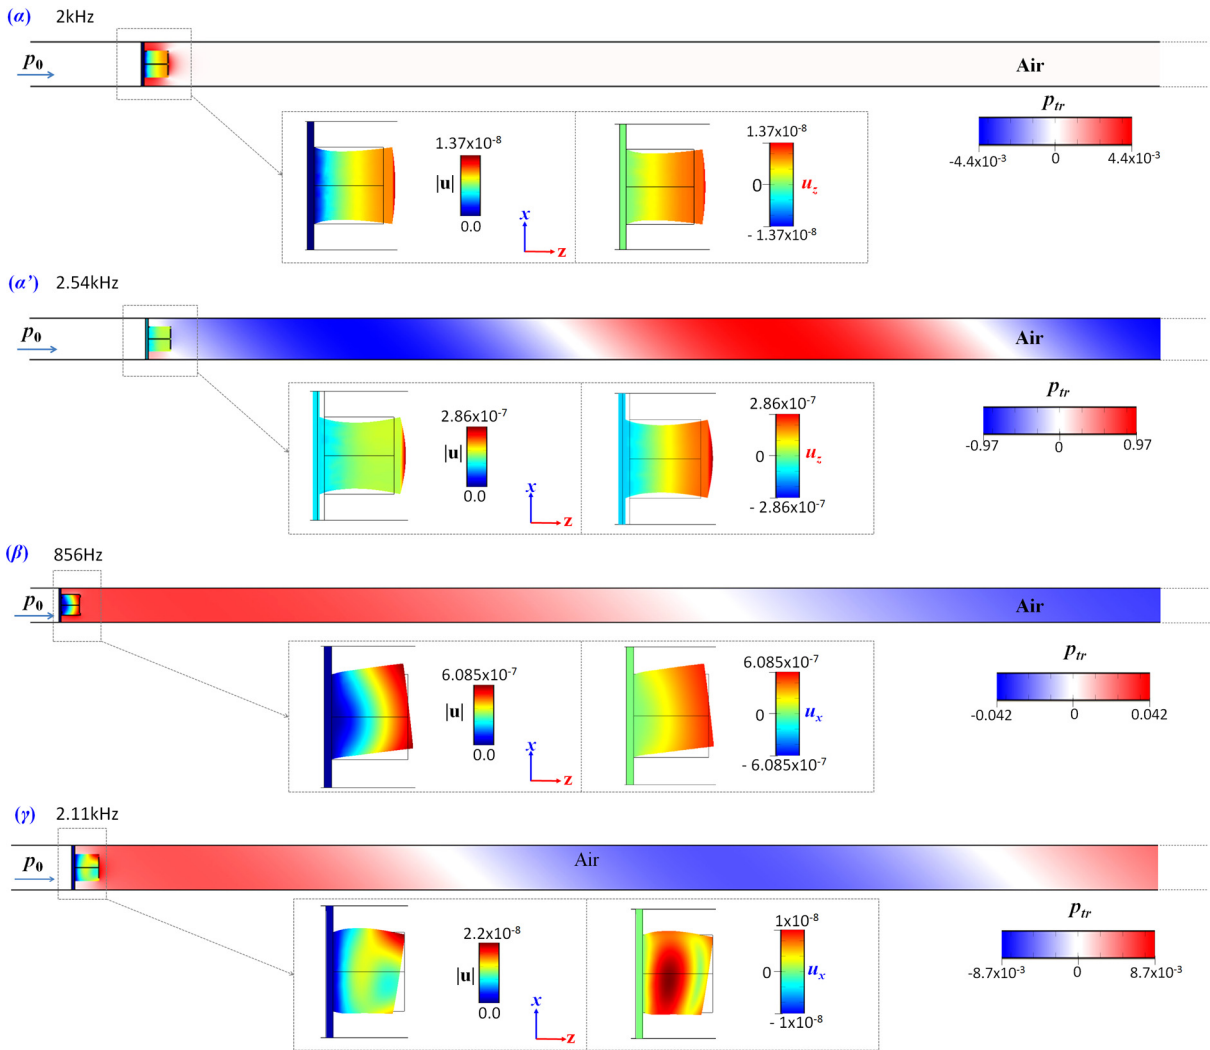 (α) 2kHz
p₀
Air
pₜᵣ
-4.4x10⁻³ 0 4.4x10⁻³
1.37x10⁻⁸
|u|
0.0
x
z
1.37x10⁻⁸
0
u_z
- 1.37x10⁻⁸
(α’) 2.54kHz
p₀
Air
pₜᵣ
-0.97 0 0.97
2.86x10⁻⁷
|u|
0.0
x
z
2.86x10⁻⁷
0
u_z
- 2.86x10⁻⁷
(β) 856Hz
p₀
Air
pₜᵣ
-0.042 0 0.042
6.085x10⁻⁷
|u|
0.0
x
z
6.085x10⁻⁷
0
uₓ
- 6.085x10⁻⁷
(γ) 2.11kHz
p₀
Air
pₜᵣ
-8.7x10⁻³ 0 8.7x10⁻³
2.2x10⁻⁸
|u|
0.0
x
z
1x10⁻⁸
0
uₓ
- 1x10⁻⁸